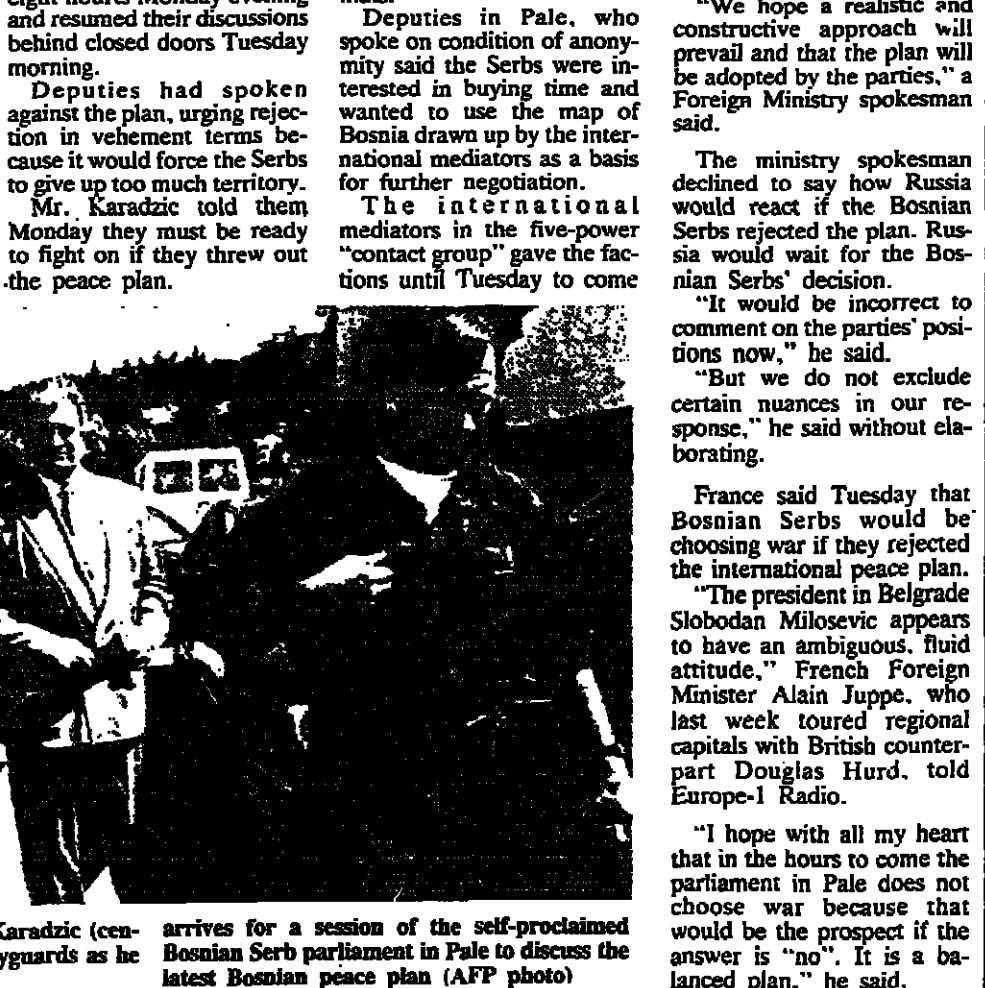 eight hours Monday evening
and resumed their discussions
behind closed doors Tuesday
morning.
Deputies had spoken
against the plan, urging rejec-
tion in vehement terms be-
cause it would force the Serbs
to give up too much territory.
Mr. Karadzic told them
Monday they must be ready
to fight on if they threw out
the peace plan.
Deputies in Pale, who
spoke on condition of anony-
mity said the Serbs were in-
terested in buying time and
wanted to use the map of
Bosnia drawn up by the inter-
national mediators as a basis
for further negotiation.
The international
mediators in the five-power
“contact group” gave the fac-
tions until Tuesday to come
“We hope a realistic and
constructive approach will
prevail and that the plan will
be adopted by the parties,” a
Foreign Ministry spokesman
said.
The ministry spokesman
declined to say how Russia
would react if the Bosnian
Serbs rejected the plan. Rus-
sia would wait for the Bos-
nian Serbs’ decision.
“It would be incorrect to
comment on the parties’ posi-
tions now,” he said.
“But we do not exclude
certain nuances in our re-
sponse,” he said without ela-
borating.
France said Tuesday that
Bosnian Serbs would be
choosing war if they rejected
the international peace plan.
“The president in Belgrade
Slobodan Milosevic appears
to have an ambiguous, fluid
attitude,” French Foreign
Minister Alain Juppe, who
last week toured regional
capitals with British counter-
part Douglas Hurd, told
Europe-1 Radio.
“I hope with all my heart
that in the hours to come the
parliament in Pale does not
choose war because that
would be the prospect if the
answer is “no”. It is a ba-
lanced plan,” he said.
Karadzic (cen-
yguards as he
arrives for a session of the self-proclaimed
Bosnian Serb parliament in Pale to discuss the
latest Bosnian peace plan (AFP photo)